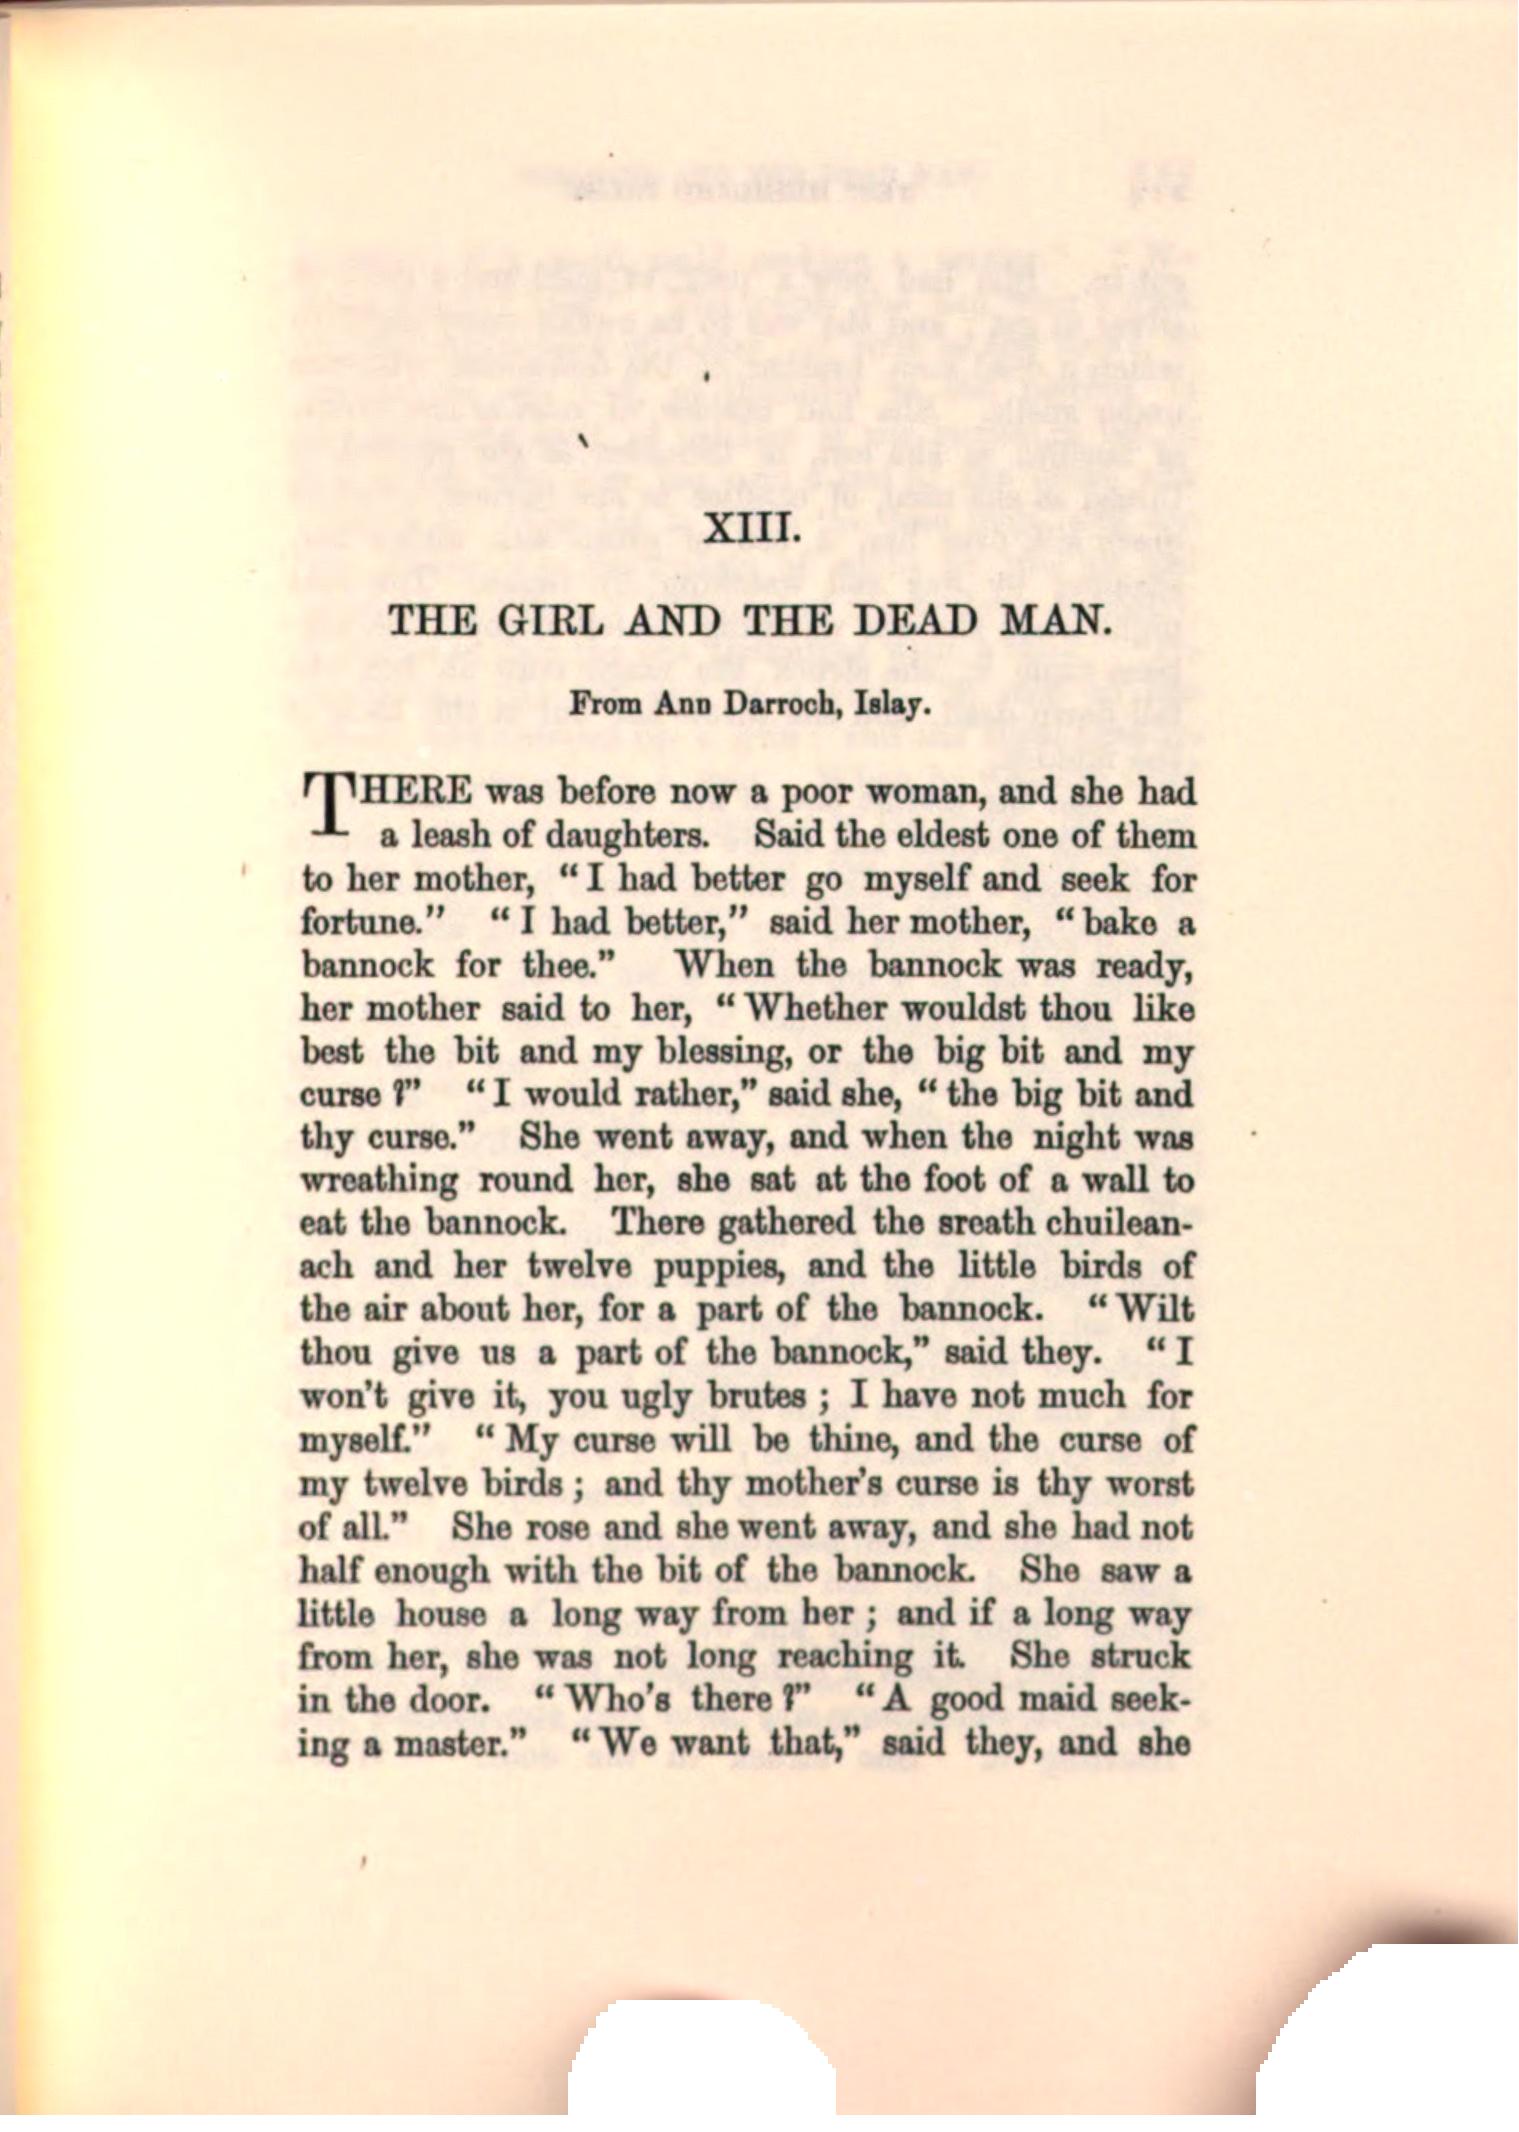 XIII.
THE GIRL AND THE DEAD MAN.
From Ann Darroch, Islay.
THERE was before now a poor woman, and she had
a leash of daughters. Said the eldest one of them
to her mother, “I had better go myself and seek for
fortune.” “I had better,” said her mother, “bake a
bannock for thee.” When the bannock was ready,
her mother said to her, “Whether wouldst thou like
best the bit and my blessing, or the big bit and my
curse?” “I would rather,” said she, “the big bit and
thy curse.” She went away, and when the night was
wreathing round her, she sat at the foot of a wall to
eat the bannock. There gathered the sreath chuilean-
ach and her twelve puppies, and the little birds of
the air about her, for a part of the bannock. “Wilt
thou give us a part of the bannock,” said they. “I
won't give it, you ugly brutes; I have not much for
myself.” “My curse will be thine, and the curse of
my twelve birds; and thy mother's curse is thy worst
of all.” She rose and she went away, and she had not
half enough with the bit of the bannock. She saw a
little house a long way from her; and if a long way
from her, she was not long reaching it. She struck
in the door. “Who's there?” “A good maid seek-
ing a master.” “We want that,” said they, and she